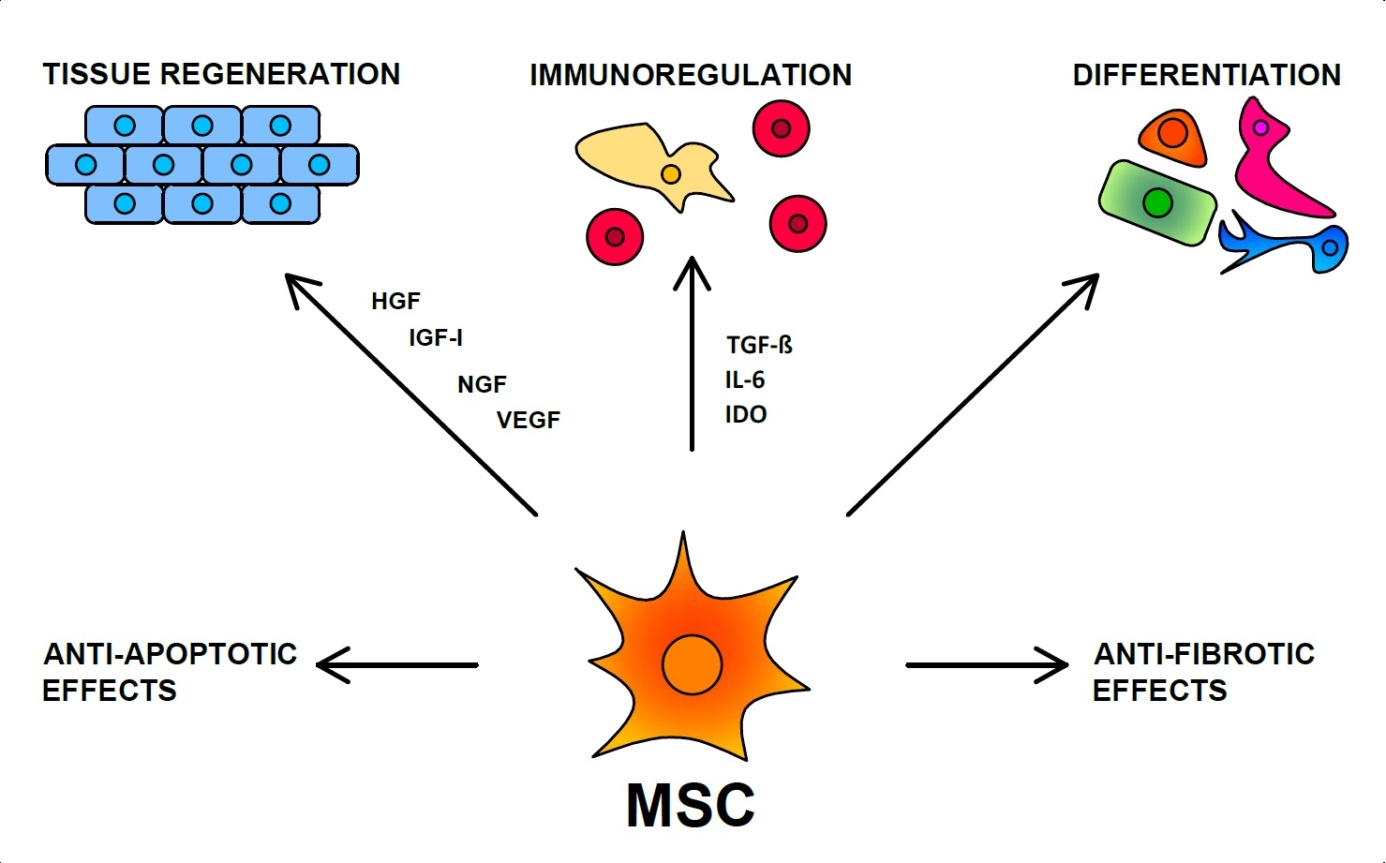 TISSUE REGENERATION
IMMUNOREGULATION
DIFFERENTIATION
HGF
IGF-I
NGF
VEGF
TGF-ß
IL-6
IDO
ANTI-APOPTOTIC
EFFECTS
ANTI-FIBROTIC
EFFECTS
MSC